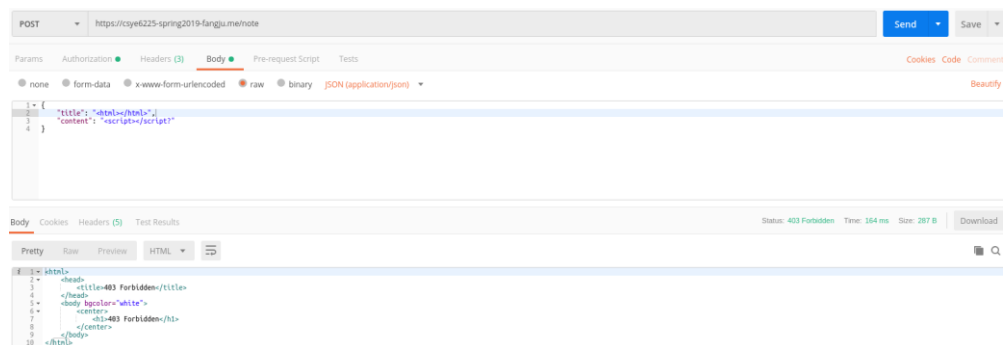 POST https://csye6225-spring2019-fangju.me/note Send Save
Params Authorization Headers (3) Body Pre-request Script Tests Cookies Code Comment
none form-data x-www-form-urlencoded raw binary JSON (application/json) Beautify
1 {
2 "title": "<html></html>",
3 "content": "<script></script?"
4 }
Body Cookies Headers (5) Test Results Status: 403 Forbidden Time: 164 ms Size: 287 B Download
Pretty Raw Preview HTML
i 1 <html>
2 <head>
3 <title>403 Forbidden</title>
4 </head>
5 <body bgcolor="white">
6 <center>
7 <h1>403 Forbidden</h1>
8 </center>
9 </body>
10 </html>